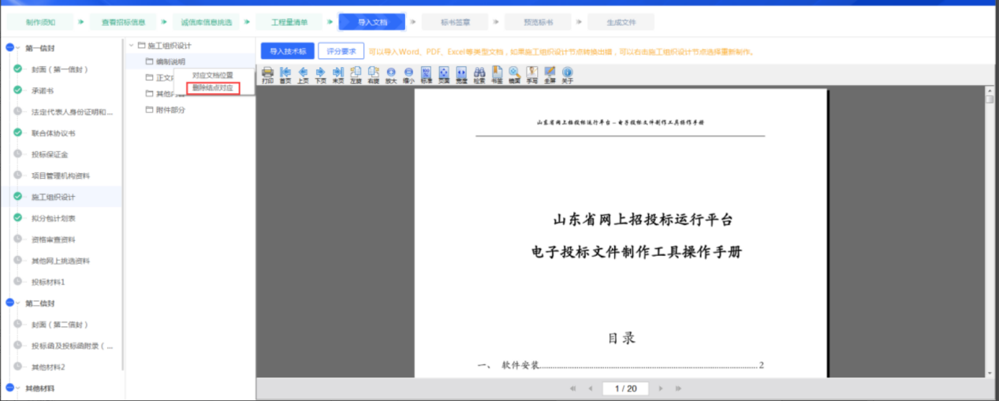 制作须知 查看招标信息 诚信库信息挑选 工程量清单 导入文档 标书签章 预览标书 生成文件
第一信封
封面（第一信封）
承诺书
法定代表人身份证明和...
联合体协议书
投标保证金
项目管理机构资料
施工组织设计
拟分包计划表
资格审查资料
其他网上挑选资料
投标材料1
第二信封
封面（第二信封）
投标函及投标函附录（...
其他材料2
其他材料
施工组织设计
编制说明
正文
其他
附件部分
对应文档位置
删除结点对应
导入技术标 评分要求 可以导入Word、PDF、Excel等类型文档，如果施工组织设计节点转换出错，可以右击施工组织设计节点选择重新制作。
打印 首页 上页 下页 末页 左旋 右旋 放大 缩小 标准 页面 宽度 检索 书签 镜面 手写 全屏 关于
山东省网上招投标运行平台－电子投标文件制作工具操作手册
山东省网上招投标运行平台
电子投标文件制作工具操作手册
目录
一、 软件安装......2
1 / 20